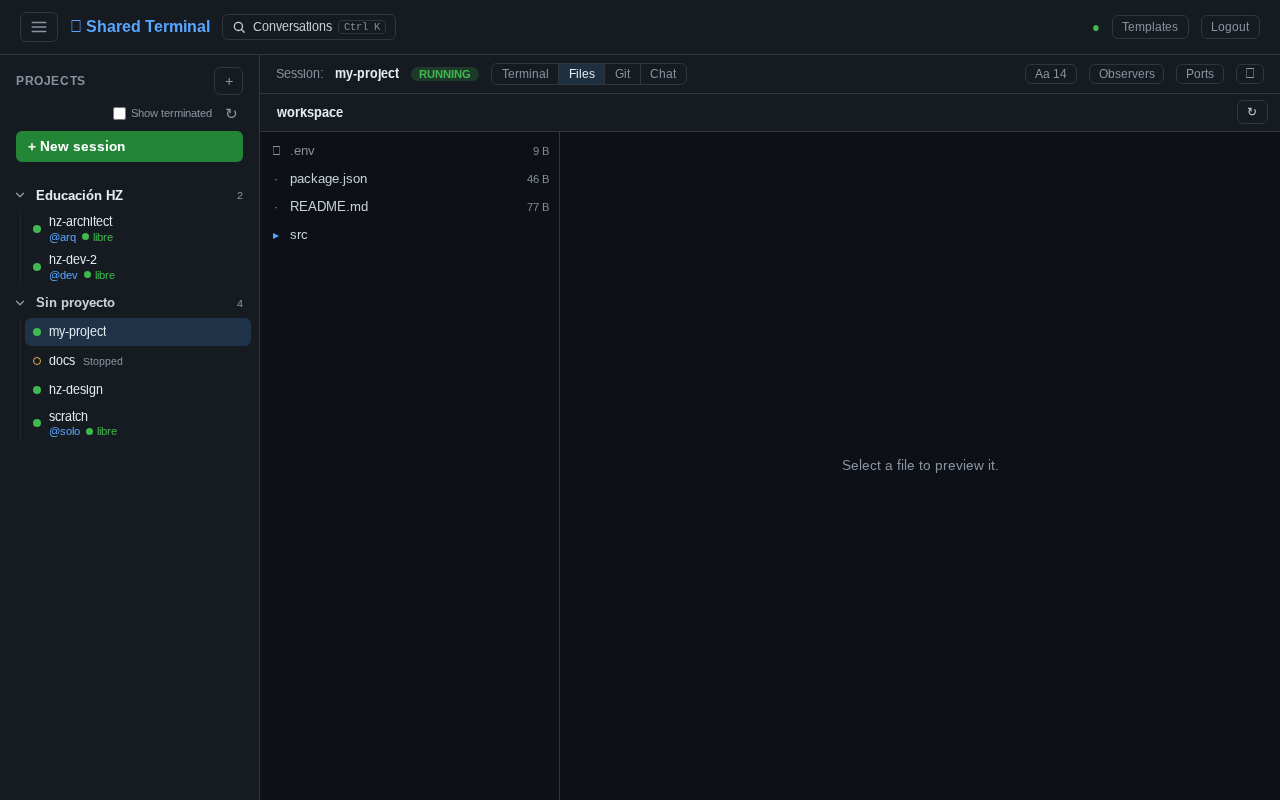 Shared Terminal
Conversations Ctrl K
Templates
Logout
PROJECTS
+
Show terminated
+ New session
Educación HZ 2
hz-architect
@arq libre
hz-dev-2
@dev libre
Sin proyecto 4
my-project
docs Stopped
hz-design
scratch
@solo libre
Session: my-project RUNNING Terminal Files Git Chat
Aa 14 Observers Ports
workspace
.env 9 B
package.json 46 B
README.md 77 B
src
Select a file to preview it.